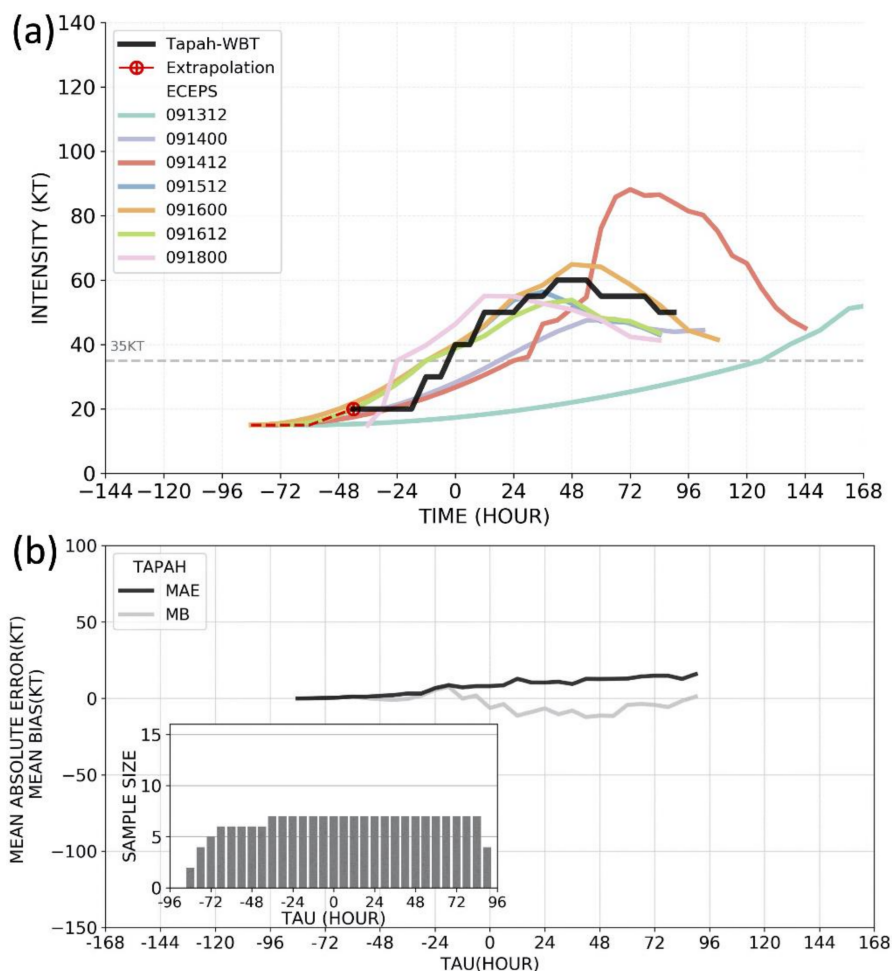 (a)
140
120
100
80
60
40
20
0
INTENSITY (KT)
Tapah-WBT
Extrapolation
ECEPS
091312
091400
091412
091512
091600
091612
091800
35KT
−144 −120 −96 −72 −48 −24 0 24 48 72 96 120 144 168
TIME (HOUR)
(b)
100
50
0
−50
−100
−150
MEAN ABSOLUTE ERROR(KT)
MEAN BIAS(KT)
TAPAH
MAE
MB
15
10
5
0
SAMPLE SIZE
-96 -72 -48 -24 0 24 48 72 96
TAU (HOUR)
-168 -144 -120 -96 -72 -48 -24 0 24 48 72 96 120 144 168
TAU(HOUR)